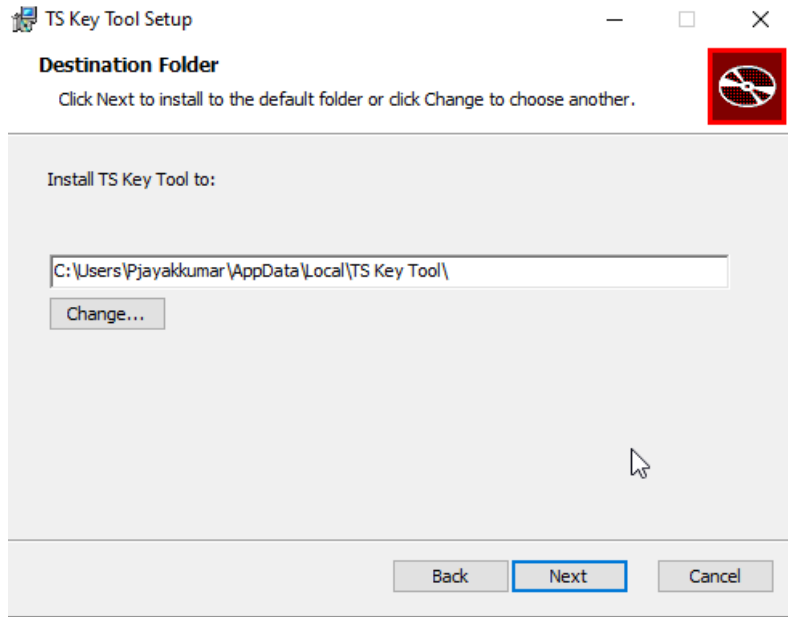 TS Key Tool Setup
Destination Folder
Click Next to install to the default folder or click Change to choose another.
Install TS Key Tool to:
C:\Users\Pjayakkumar\AppData\Local\TS Key Tool\
Change...
Back Next Cancel